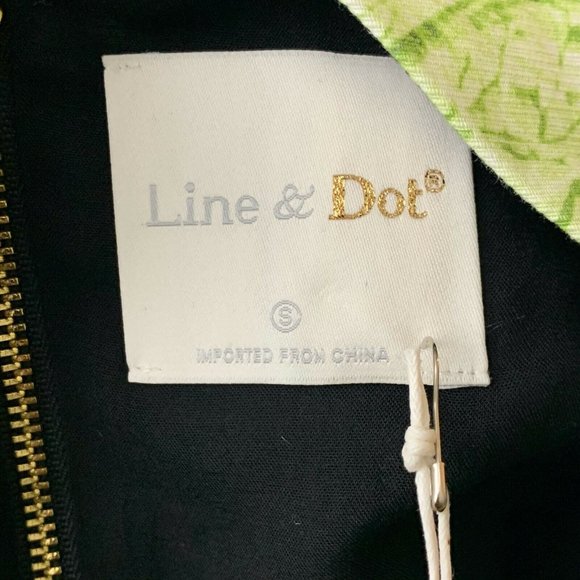 Line & Dot®
S
IMPORTED FROM CHINA